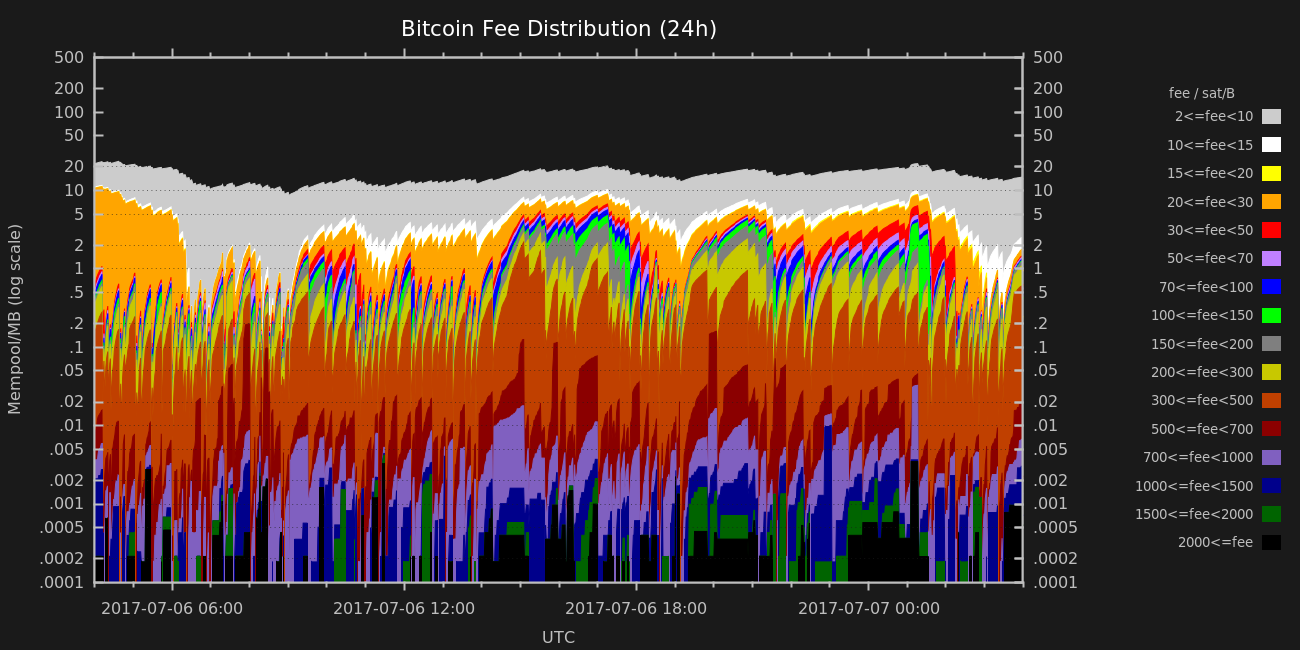 Bitcoin Fee Distribution (24h)
500
200
100
50
20
10
5
2
1
.5
.2
.1
.05
.02
.01
.005
.002
.001
.0005
.0002
.0001
Mempool/MB (log scale)
500
200
100
50
20
10
5
2
1
.5
.2
.1
.05
.02
.01
.005
.002
.001
.0005
.0002
.0001
2017-07-06 06:00
2017-07-06 12:00
2017-07-06 18:00
2017-07-07 00:00
UTC
fee / sat/B
2<=fee<10
10<=fee<15
15<=fee<20
20<=fee<30
30<=fee<50
50<=fee<70
70<=fee<100
100<=fee<150
150<=fee<200
200<=fee<300
300<=fee<500
500<=fee<700
700<=fee<1000
1000<=fee<1500
1500<=fee<2000
2000<=fee